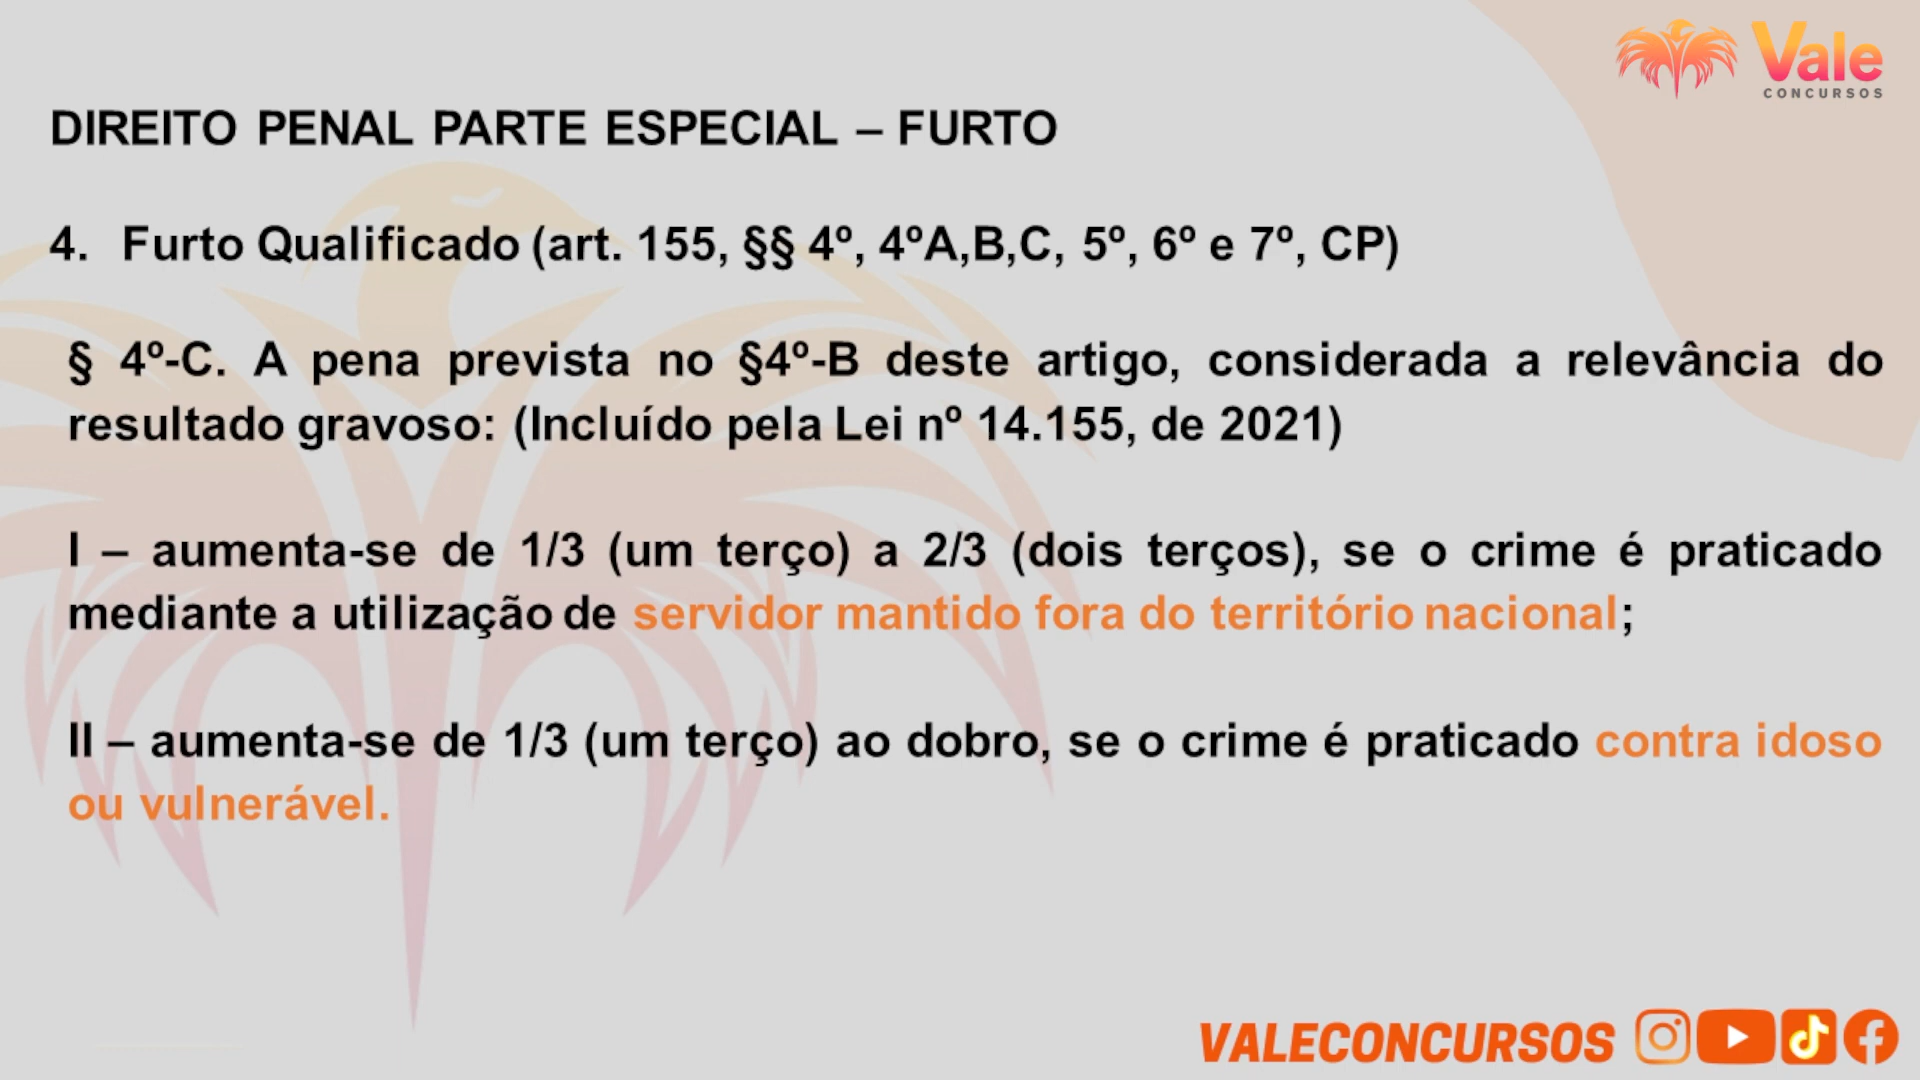 Vale
CONCURSOS
DIREITO PENAL PARTE ESPECIAL – FURTO
4. Furto Qualificado (art. 155, §§ 4º, 4ºA,B,C, 5º, 6º e 7º, CP)
§ 4º-C. A pena prevista no §4º-B deste artigo, considerada a relevância do
resultado gravoso: (Incluído pela Lei nº 14.155, de 2021)
I – aumenta-se de 1/3 (um terço) a 2/3 (dois terços), se o crime é praticado
mediante a utilização de servidor mantido fora do território nacional;
II – aumenta-se de 1/3 (um terço) ao dobro, se o crime é praticado contra idoso
ou vulnerável.
VALECONCURSOS